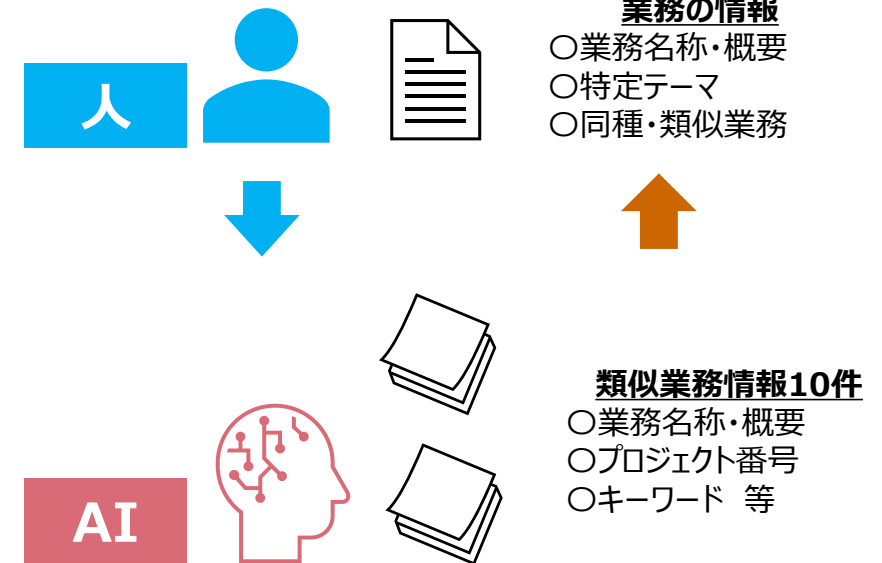 業務の情報
人
〇業務名称・概要
〇特定テーマ
〇同種・類似業務
類似業務情報10件
〇業務名称・概要
〇プロジェクト番号
〇キーワード 等
AI